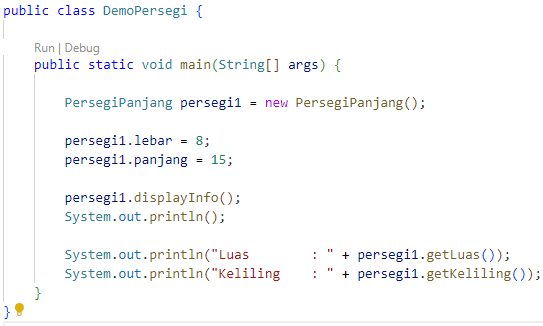 public class DemoPersegi {
Run | Debug
public static void main(String[] args) {
PersegiPanjang persegi1 = new PersegiPanjang();
persegi1.lebar = 8;
persegi1.panjang = 15;
persegi1.displayInfo();
System.out.println();
System.out.println("Luas        : " + persegi1.getLuas());
System.out.println("Keliling    : " + persegi1.getKeliling());
}
}